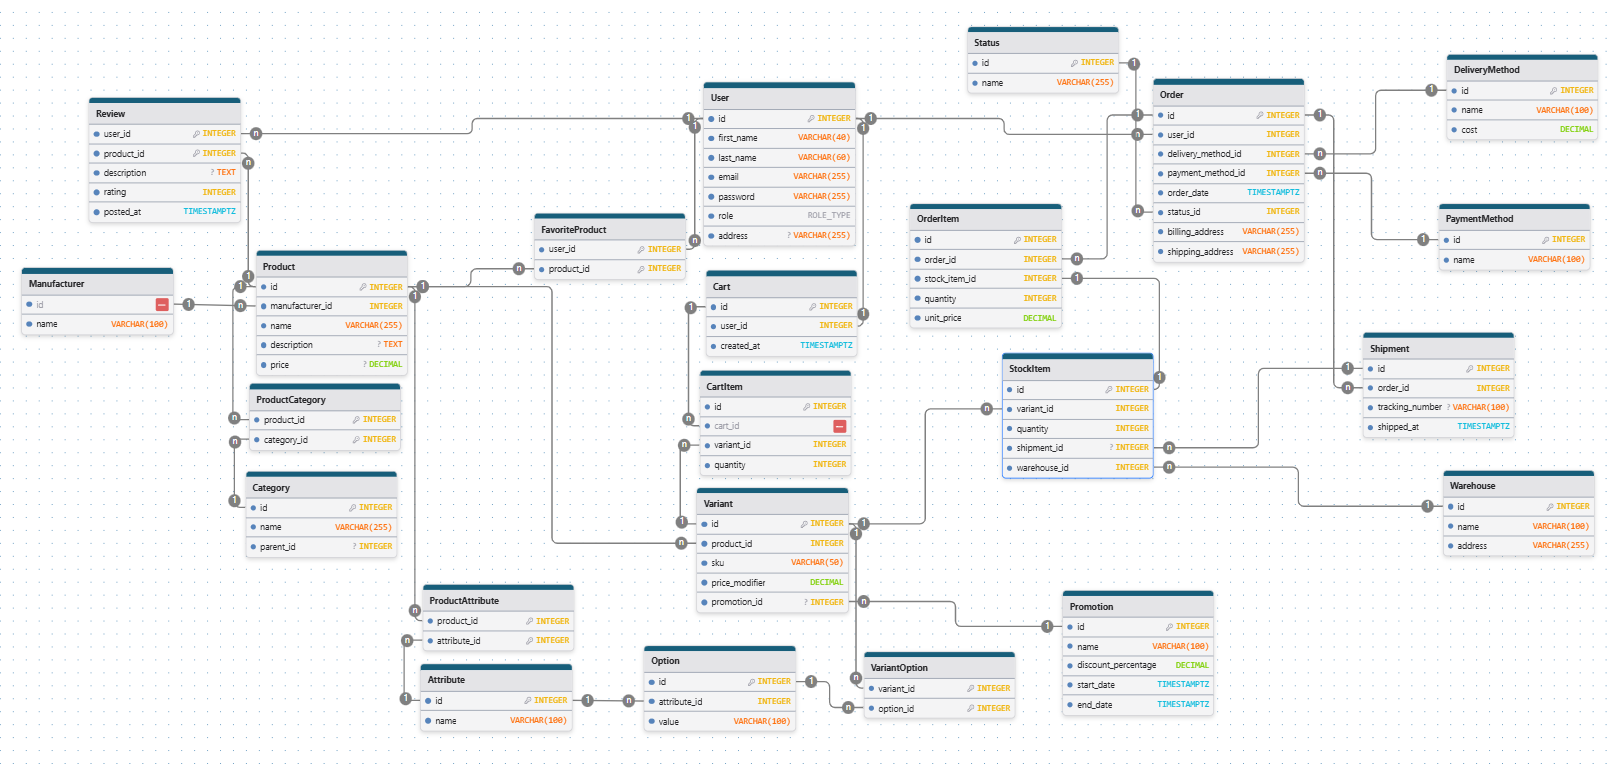 Status
id INTEGER
name VARCHAR(255)
DeliveryMethod
id INTEGER
name VARCHAR(100)
cost DECIMAL
Order
id INTEGER
user_id INTEGER
delivery_method_id INTEGER
payment_method_id INTEGER
order_date TIMESTAMPTZ
status_id INTEGER
billing_address VARCHAR(255)
shipping_address VARCHAR(255)
User
id INTEGER
first_name VARCHAR(40)
last_name VARCHAR(60)
email VARCHAR(255)
password VARCHAR(255)
role ROLE_TYPE
address ? VARCHAR(255)
Review
user_id INTEGER
product_id INTEGER
description ? TEXT
rating INTEGER
posted_at TIMESTAMPTZ
FavoriteProduct
user_id INTEGER
product_id INTEGER
OrderItem
id INTEGER
order_id INTEGER
stock_item_id INTEGER
quantity INTEGER
unit_price DECIMAL
PaymentMethod
id INTEGER
name VARCHAR(100)
Product
id INTEGER
manufacturer_id INTEGER
name VARCHAR(255)
description ? TEXT
price ? DECIMAL
Manufacturer
id
name VARCHAR(100)
Cart
id INTEGER
user_id INTEGER
created_at TIMESTAMPTZ
Shipment
id INTEGER
order_id INTEGER
tracking_number ? VARCHAR(100)
shipped_at TIMESTAMPTZ
StockItem
id INTEGER
variant_id INTEGER
quantity INTEGER
shipment_id ? INTEGER
warehouse_id INTEGER
CartItem
id INTEGER
cart_id
variant_id INTEGER
quantity INTEGER
ProductCategory
product_id INTEGER
category_id INTEGER
Category
id INTEGER
name VARCHAR(255)
parent_id ? INTEGER
Warehouse
id INTEGER
name VARCHAR(100)
address VARCHAR(255)
Variant
id INTEGER
product_id INTEGER
sku VARCHAR(50)
price_modifier DECIMAL
promotion_id ? INTEGER
ProductAttribute
product_id INTEGER
attribute_id INTEGER
Promotion
id INTEGER
name VARCHAR(100)
discount_percentage DECIMAL
start_date TIMESTAMPTZ
end_date TIMESTAMPTZ
Attribute
id INTEGER
name VARCHAR(100)
Option
id INTEGER
attribute_id INTEGER
value VARCHAR(100)
VariantOption
variant_id INTEGER
option_id INTEGER